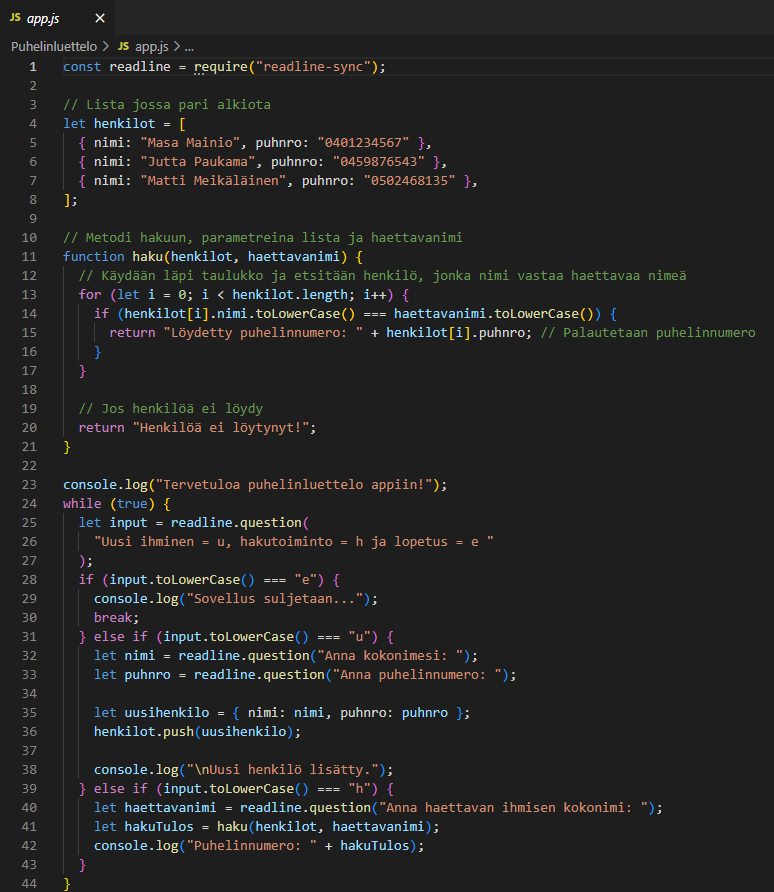 JS app.js ×
Puhelinluettelo > JS app.js > ...
1 const readline = require("readline-sync");
2
3 // Lista jossa pari alkiota
4 let henkilot = [
5   { nimi: "Masa Mainio", puhnro: "0401234567" },
6   { nimi: "Jutta Paukama", puhnro: "0459876543" },
7   { nimi: "Matti Meikäläinen", puhnro: "0502468135" },
8 ];
9
10 // Metodi hakuun, parametreina lista ja haettavanimi
11 function haku(henkilot, haettavanimi) {
12   // Käydään läpi taulukko ja etsitään henkilö, jonka nimi vastaa haettavaa nimeä
13   for (let i = 0; i < henkilot.length; i++) {
14     if (henkilot[i].nimi.toLowerCase() === haettavanimi.toLowerCase()) {
15       return "Löydetty puhelinnumero: " + henkilot[i].puhnro; // Palautetaan puhelinnumero
16     }
17   }
18
19   // Jos henkilöä ei löydy
20   return "Henkilöä ei löytynyt!";
21 }
22
23 console.log("Tervetuloa puhelinluettelo appiin!");
24 while (true) {
25   let input = readline.question(
26     "Uusi ihminen = u, hakutoiminto = h ja lopetus = e "
27   );
28   if (input.toLowerCase() === "e") {
29     console.log("Sovellus suljetaan...");
30     break;
31   } else if (input.toLowerCase() === "u") {
32     let nimi = readline.question("Anna kokonimesi: ");
33     let puhnro = readline.question("Anna puhelinnumero: ");
34
35     let uusihenkilo = { nimi: nimi, puhnro: puhnro };
36     henkilot.push(uusihenkilo);
37
38     console.log("\nUusi henkilö lisätty.");
39   } else if (input.toLowerCase() === "h") {
40     let haettavanimi = readline.question("Anna haettavan ihmisen kokonimi: ");
41     let hakuTulos = haku(henkilot, haettavanimi);
42     console.log("Puhelinnumero: " + hakuTulos);
43   }
44 }